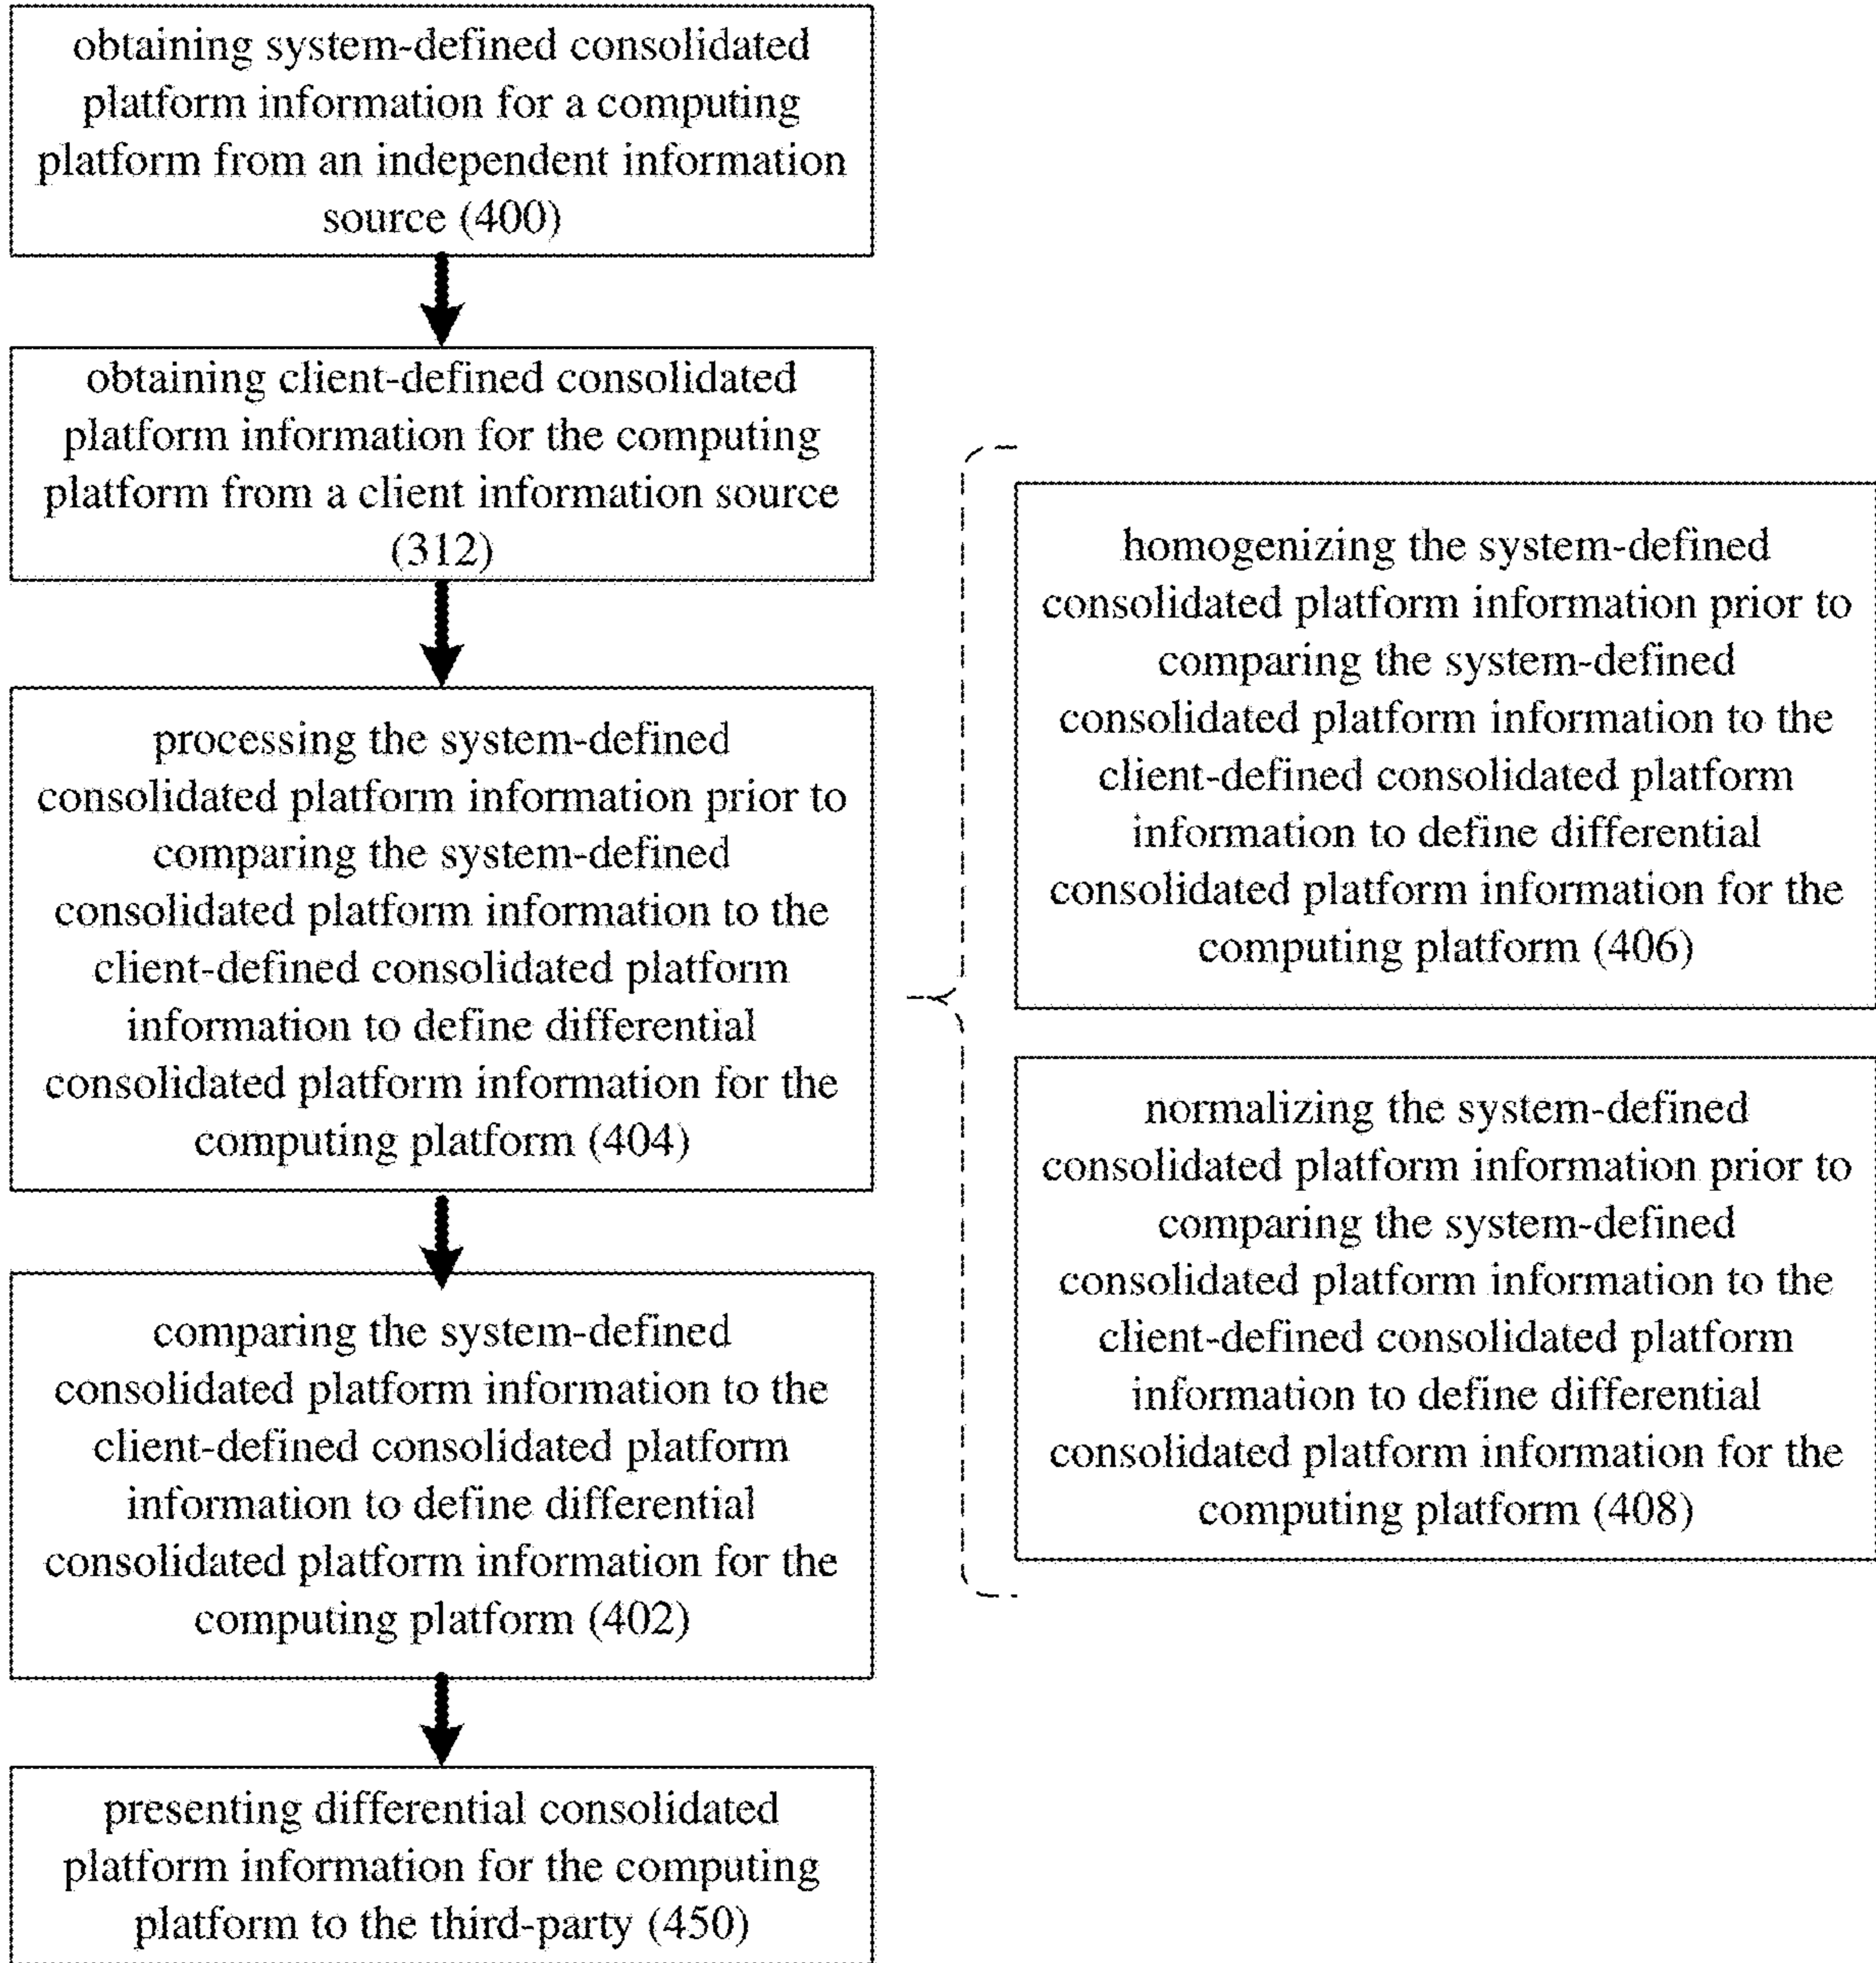 obtaining system-defined consolidated
platform information for a computing
platform from an independent information
source (400)
obtaining client-defined consolidated
platform information for the computing
platform from a client information source
(312)
processing the system-defined
consolidated platform information prior to
comparing the system-defined
consolidated platform information to the
client-defined consolidated platform
information to define differential
consolidated platform information for the
computing platform (404)
homogenizing the system-defined
consolidated platform information prior to
comparing the system-defined
consolidated platform information to the
client-defined consolidated platform
information to define differential
consolidated platform information for the
computing platform (406)
normalizing the system-defined
consolidated platform information prior to
comparing the system-defined
consolidated platform information to the
client-defined consolidated platform
information to define differential
consolidated platform information for the
computing platform (408)
comparing the system-defined
consolidated platform information to the
client-defined consolidated platform
information to define differential
consolidated platform information for the
computing platform (402)
presenting differential consolidated
platform information for the computing
platform to the third-party (450)